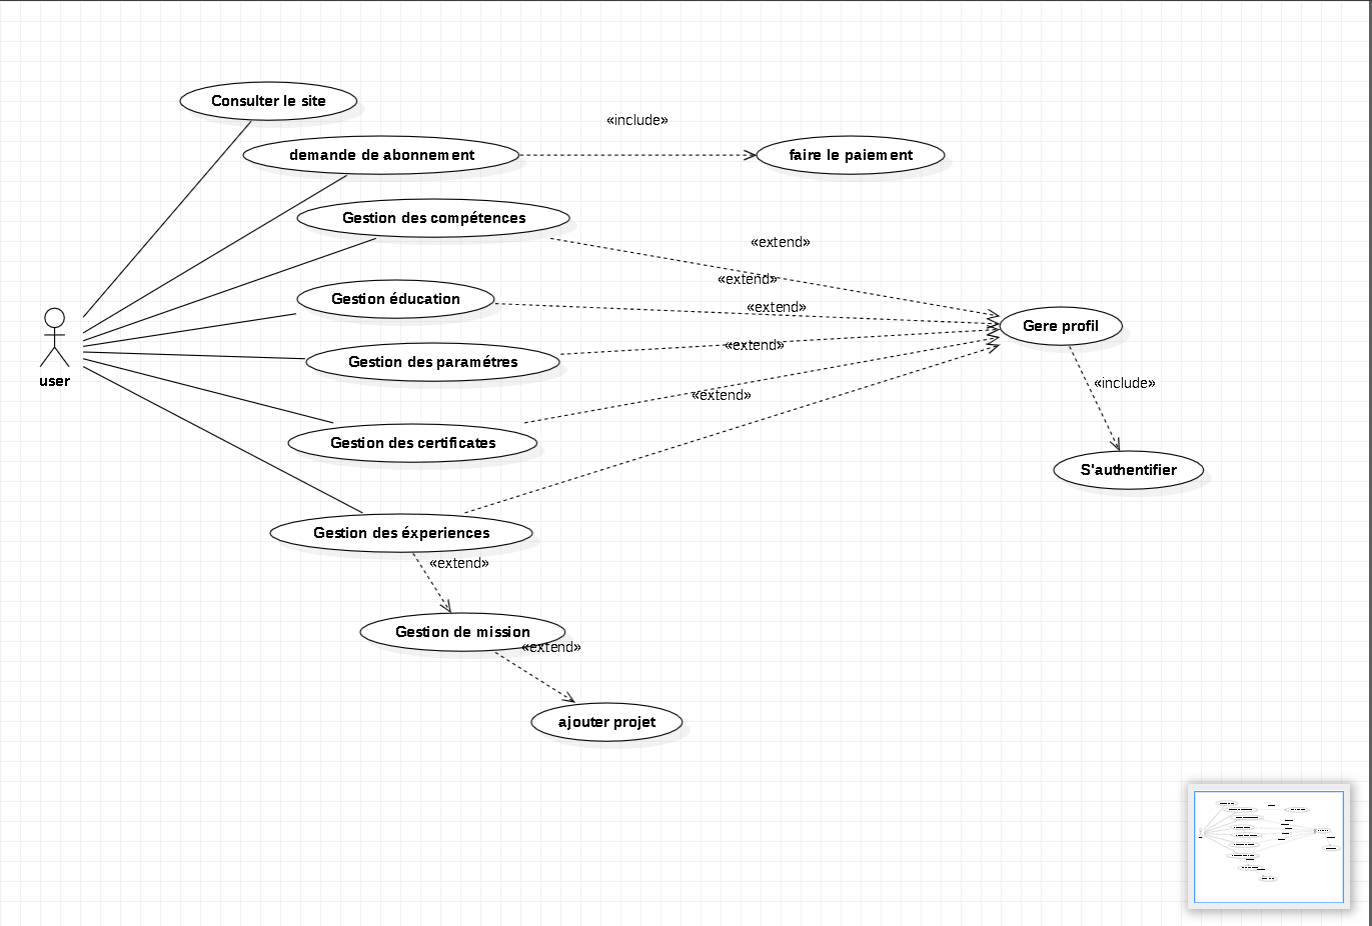 Consulter le site
«include»
demande de abonnement
faire le paiement
Gestion des compétences
«extend»
«extend»
Gestion éducation
«extend»
Gere profil
«extend»
Gestion des paramétres
user
«include»
«extend»
Gestion des certificates
S'authentifier
Gestion des éxperiences
«extend»
Gestion de mission
«extend»
ajouter projet